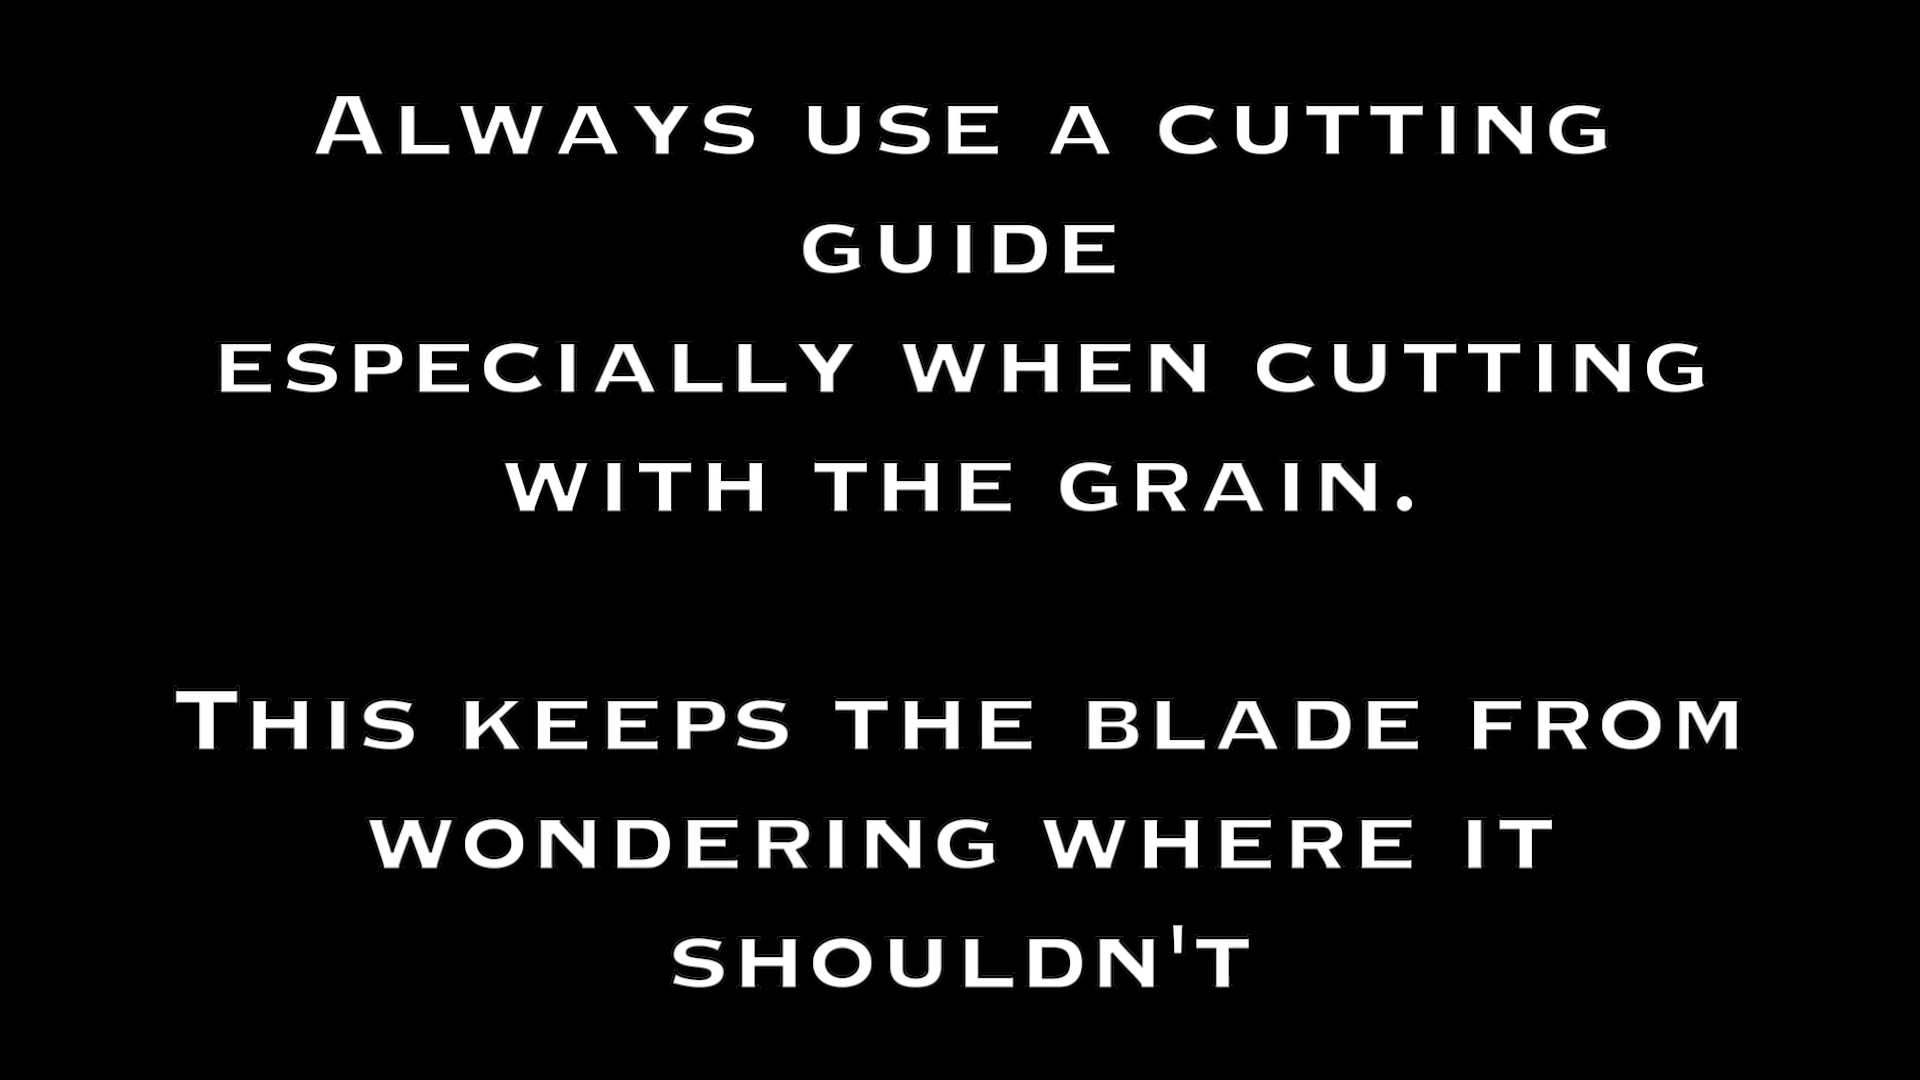 Always use a cutting
guide
especially when cutting
with the grain.
This keeps the blade from
wondering where it
shouldn't